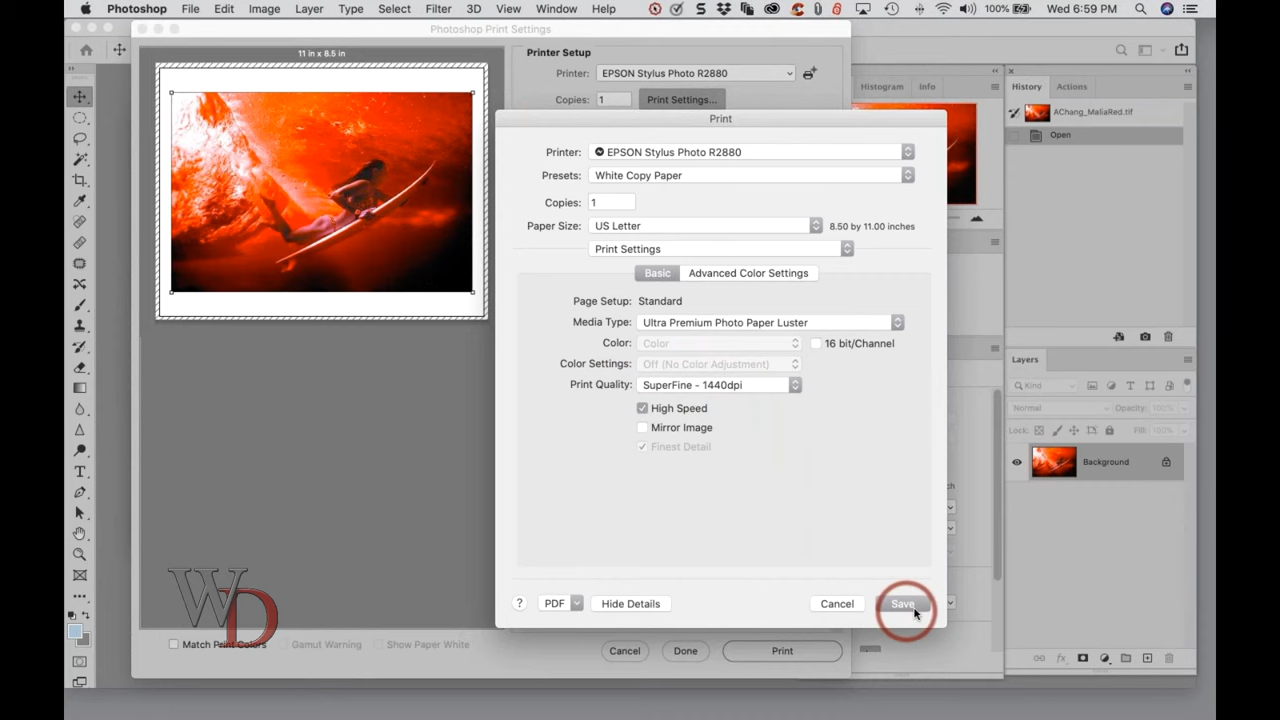 Photoshop File Edit Image Layer Type Select Filter 3D View Window Help 100% Wed 6:59 PM
Photoshop Print Settings
11 in x 8.5 in
Printer Setup
Printer: EPSON Stylus Photo R2880
Copies: 1 Print Settings...
Histogram Info
History Actions
AChang_MaliaRed.tif
Open
Print
Printer: EPSON Stylus Photo R2880
Presets: White Copy Paper
Copies: 1
Paper Size: US Letter 8.50 by 11.00 inches
Print Settings
Basic Advanced Color Settings
Page Setup: Standard
Media Type: Ultra Premium Photo Paper Luster
Color: Color 16 bit/Channel
Color Settings: Off (No Color Adjustment)
Print Quality: SuperFine - 1440dpi
High Speed
Mirror Image
Finest Detail
? PDF Hide Details Cancel Save
Layers
Kind
Normal Opacity: 100%
Lock: Fill: 100%
Background
WD
Match Print Colors Gamut Warning Show Paper White
Cancel Done Print